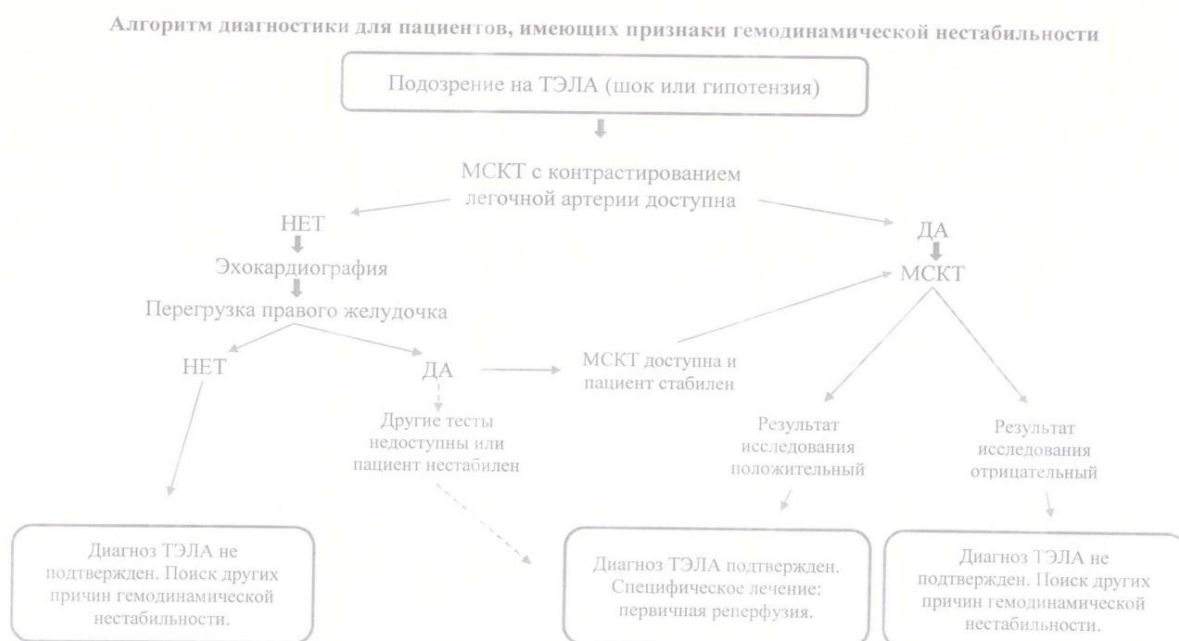 Алгоритм диагностики для пациентов, имеющих признаки гемодинамической нестабильности
Подозрение на ТЭЛА (шок или гипотензия)
МСКТ с контрастированием
легочной артерии доступна
НЕТ
ДА
Эхокардиография
МСКТ
Перегрузка правого желудочка
НЕТ
ДА
МСКТ доступна и
пациент стабилен
Другие тесты
недоступны или
пациент нестабилен
Результат
исследования
положительный
Результат
исследования
отрицательный
Диагноз ТЭЛА не
подтвержден. Поиск других
причин гемодинамической
нестабильности.
Диагноз ТЭЛА подтвержден.
Специфическое лечение:
первичная реперфузия.
Диагноз ТЭЛА не
подтвержден. Поиск других
причин гемодинамической
нестабильности.